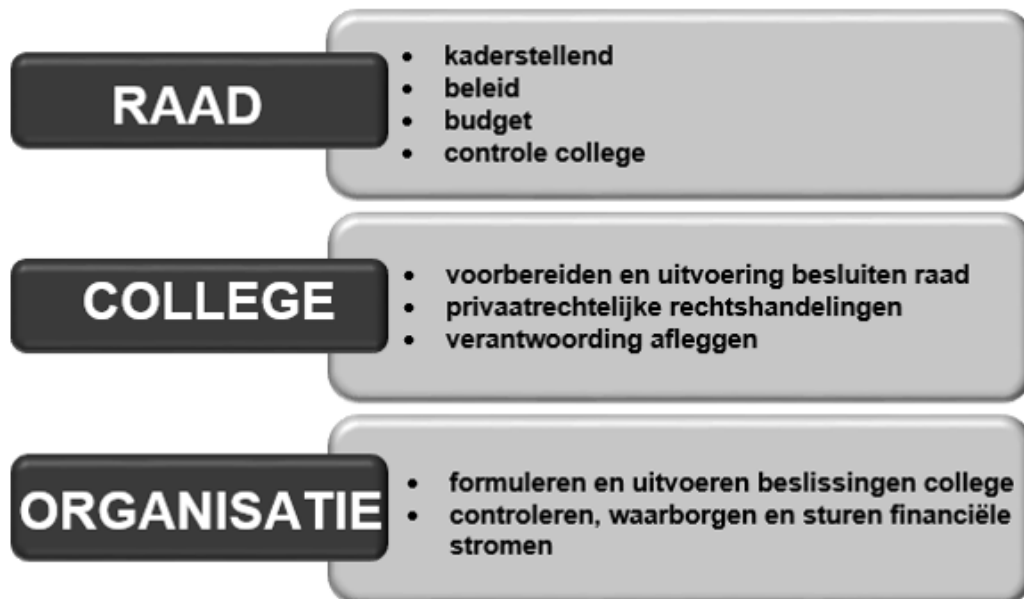 RAAD
• kaderstellend
• beleid
• budget
• controle college
COLLEGE
• voorbereiden en uitvoering besluiten raad
• privaatrechtelijke rechtshandelingen
• verantwoording afleggen
ORGANISATIE
• formuleren en uitvoeren beslissingen college
• controleren, waarborgen en sturen financiële
stromen